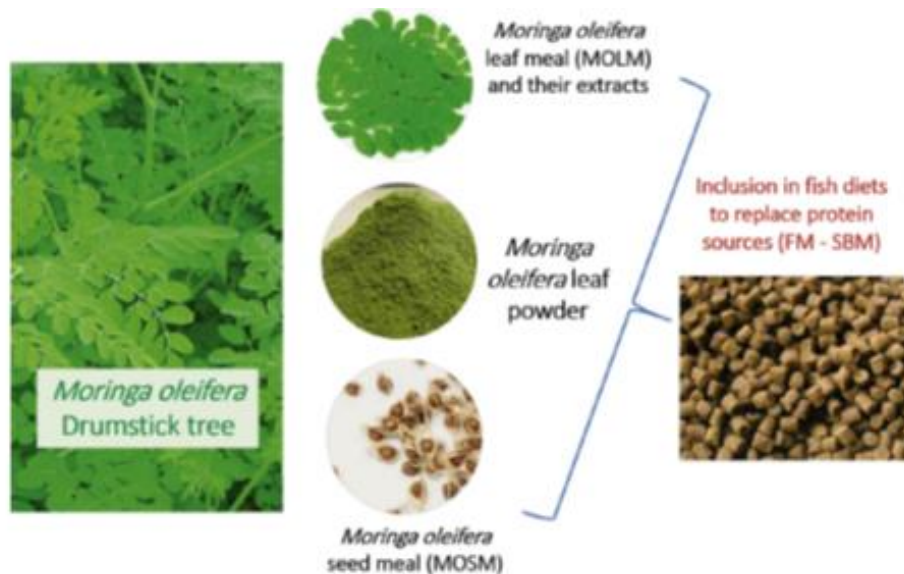 Moringa oleifera
Drumstick tree
Moringa oleifera
leaf meal (MOLM)
and their extracts
Moringa
oleifera leaf
powder
Moringa oleifera
seed meal (MOSM)
Inclusion in fish diets
to replace protein
sources (FM - SBM)